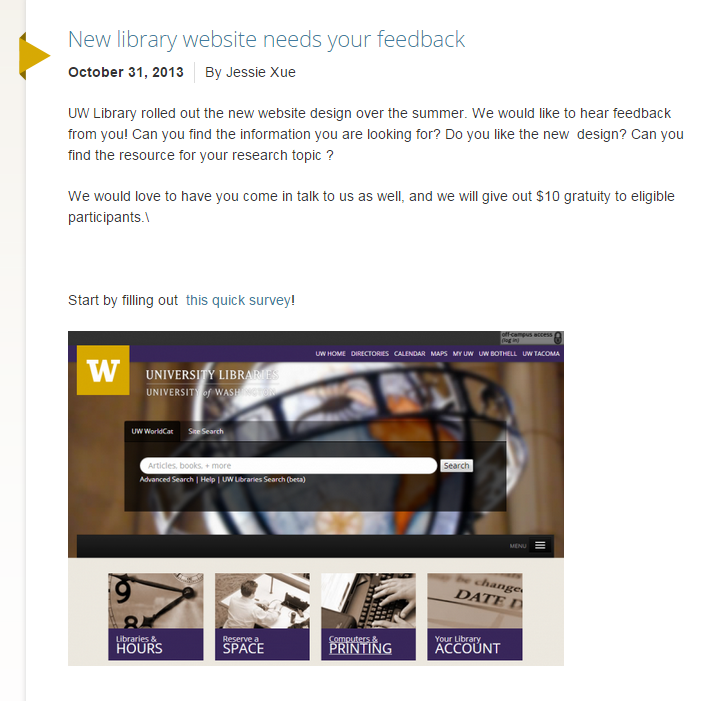 New library website needs your feedback
October 31, 2013 By Jessie Xue
UW Library rolled out the new website design over the summer. We would like to hear feedback
from you! Can you find the information you are looking for? Do you like the new  design? Can you
find the resource for your research topic ?
We would love to have you come in talk to us as well, and we will give out $10 gratuity to eligible
participants.\
Start by filling out  this quick survey!
off-campus access
(log in)
UW HOME DIRECTORIES CALENDAR MAPS MY UW UW BOTHELL UW TACOMA
W
UNIVERSITY LIBRARIES
UNIVERSITY of WASHINGTON
UW WorldCat Site Search
Articles, books, + more Search
Advanced Search | Help | UW Libraries Search (beta)
MENU
9
8
be change
DATE D
Libraries &
HOURS
Reserve a
SPACE
Computers &
PRINTING
Your Library
ACCOUNT